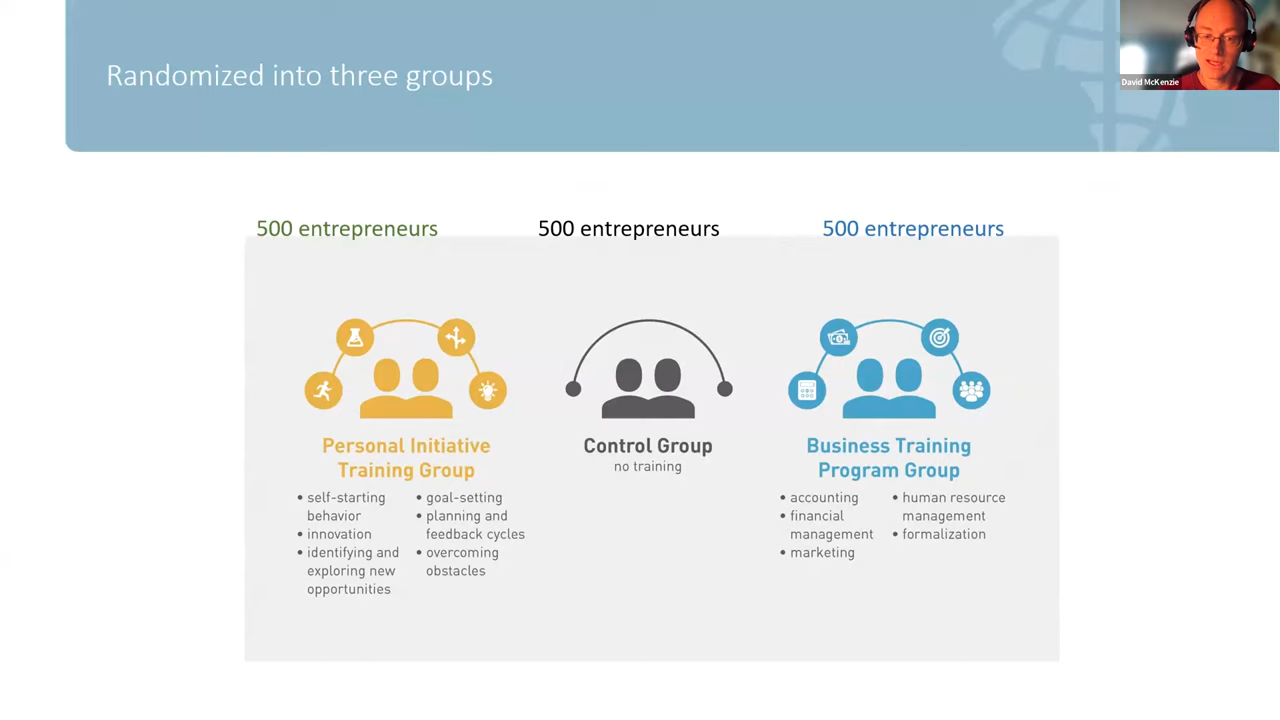 Randomized into three groups
David McKenzie
500 entrepreneurs
500 entrepreneurs
500 entrepreneurs
Personal Initiative
Training Group
• self-starting
behavior
• innovation
• identifying and
exploring new
opportunities
• goal-setting
• planning and
feedback cycles
• overcoming
obstacles
Control Group
no training
Business Training
Program Group
• accounting
• financial
management
• marketing
• human resource
management
• formalization